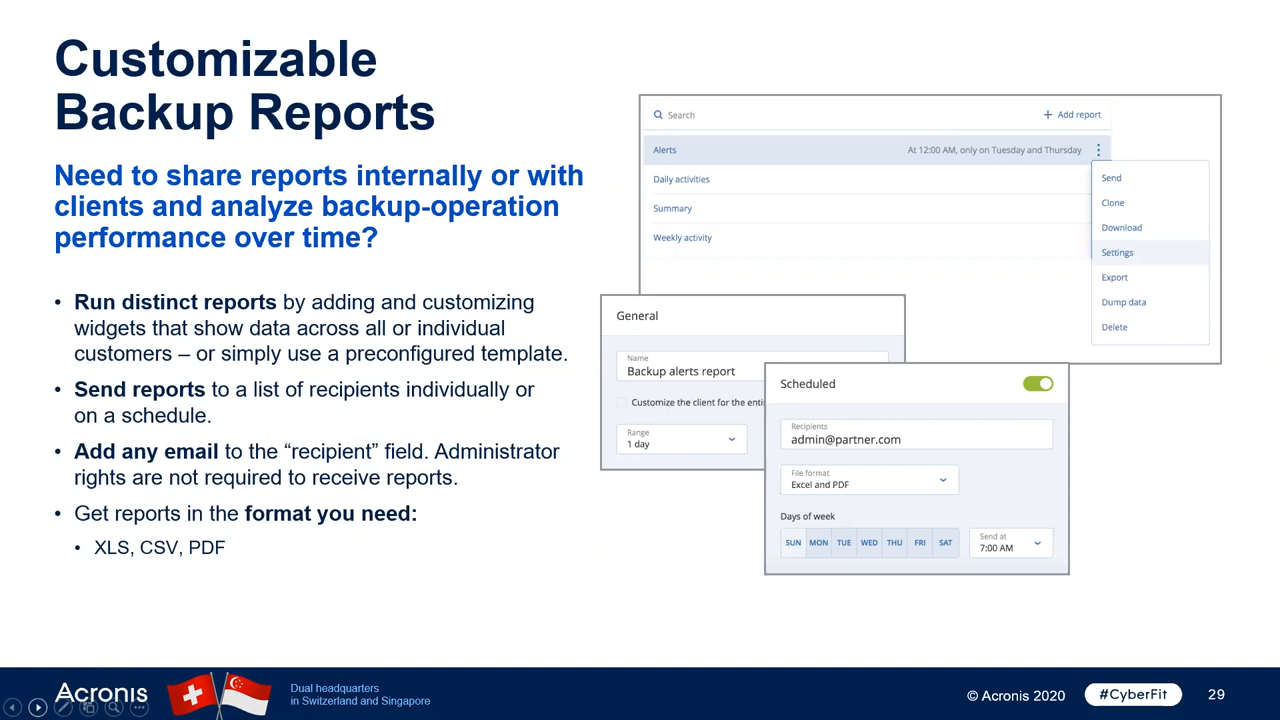 Customizable
Backup Reports
Need to share reports internally or with
clients and analyze backup-operation
performance over time?
• Run distinct reports by adding and customizing
widgets that show data across all or individual
customers – or simply use a preconfigured template.
• Send reports to a list of recipients individually or
on a schedule.
• Add any email to the “recipient” field. Administrator
rights are not required to receive reports.
• Get reports in the format you need:
• XLS, CSV, PDF
Search
+ Add report
Alerts
At 12:00 AM, only on Tuesday and Thursday
Daily activities
Summary
Weekly activity
Send
Clone
Download
Settings
Export
Dump data
Delete
General
Name
Backup alerts report
Customize the client for the enti
Range
1 day
Scheduled
Recipients
admin@partner.com
File format
Excel and PDF
Days of week
SUN MON TUE WED THU FRI SAT
Send at
7:00 AM
Acronis
Dual headquarters
in Switzerland and Singapore
© Acronis 2020
#CyberFit
29